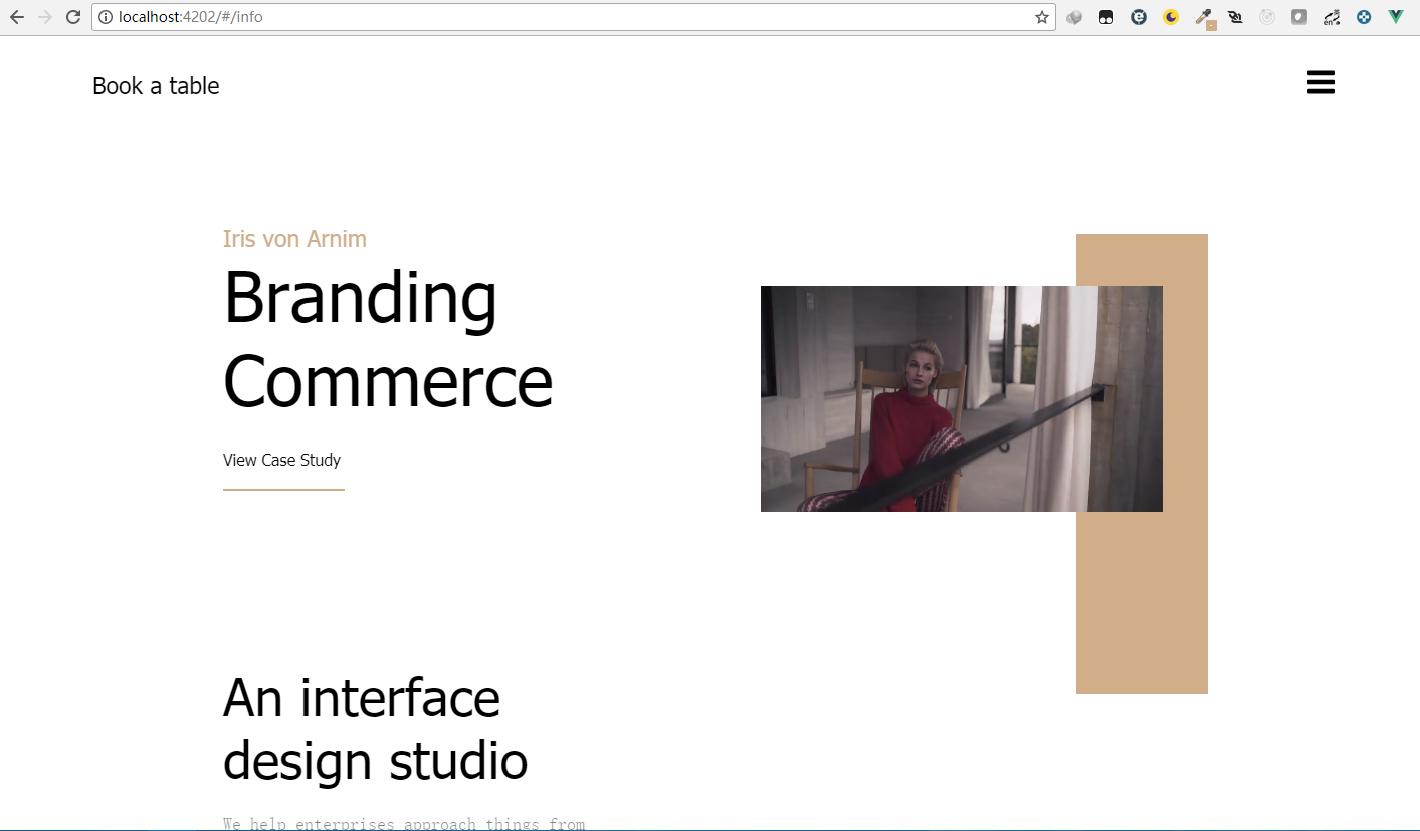 localhost:4202/#/info
Book a table
Iris von Arnim
Branding
Commerce
View Case Study
An interface
design studio
We help enterprises approach things from